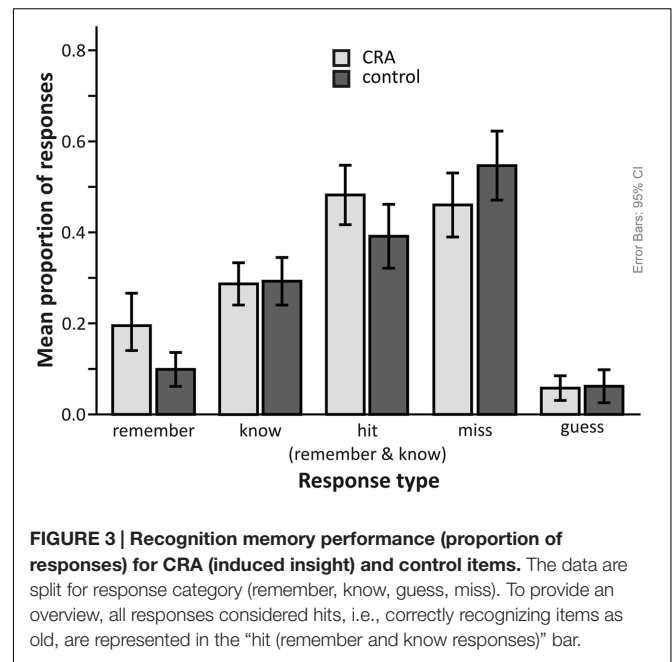 0.8
0.6
0.4
0.2
0.0
Mean proportion of responses
CRA
control
Error Bars: 95% CI
remember
know
hit
(remember & know)
miss
guess
Response type
FIGURE 3 | Recognition memory performance (proportion of
responses) for CRA (induced insight) and control items. The data are
split for response category (remember, know, guess, miss). To provide an
overview, all responses considered hits, i.e., correctly recognizing items as
old, are represented in the “hit (remember and know responses)” bar.